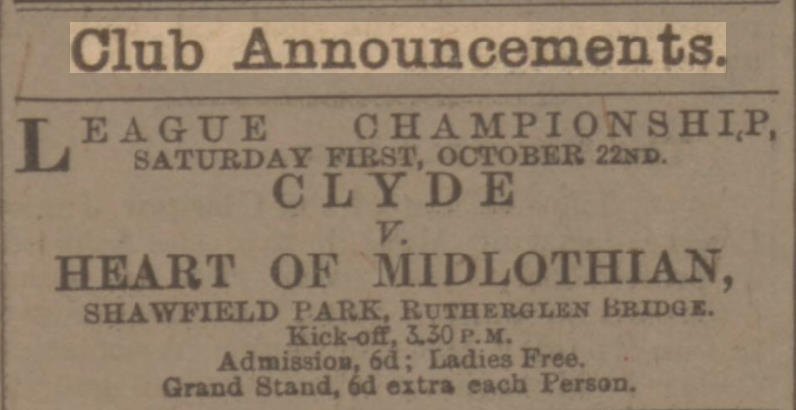 Club Announcements.
LEAGUE CHAMPIONSHIP,
SATURDAY FIRST, OCTOBER 22ND.
CLYDE
V.
HEART OF MIDLOTHIAN,
SHAWFIELD PARK, RUTHERGLEN BRIDGE.
Kick-off, 3.30 P.M.
Admission, 6d; Ladies Free.
Grand Stand, 6d extra each Person.